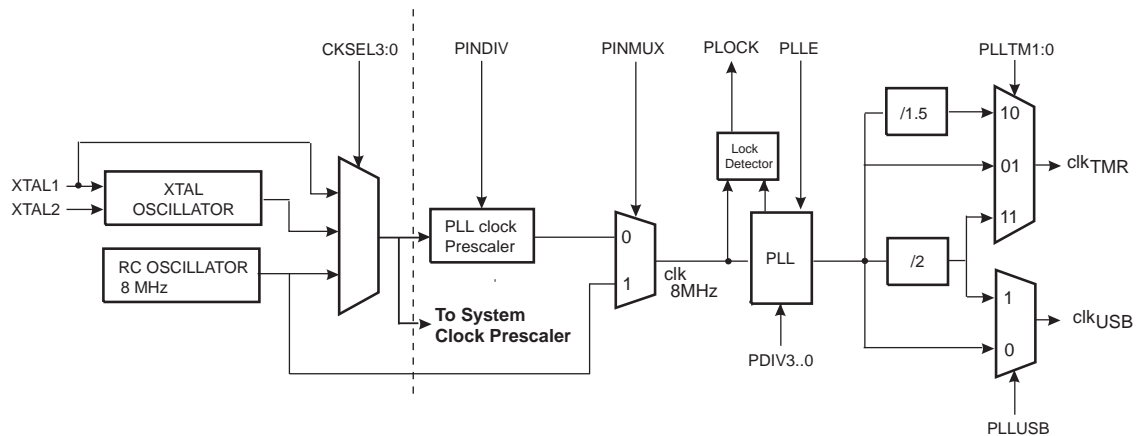 CKSEL3:0
PINDIV
PINMUX
PLOCK
PLLE
PLLTM1:0
XTAL1
XTAL2
XTAL
OSCILLATOR
RC OSCILLATOR
8 MHz
PLL clock
Prescaler
To System
Clock Prescaler
0
1
clk
8MHz
Lock
Detector
PLL
PDIV3..0
/1.5
/2
10
01
11
clkTMR
1
0
clkUSB
PLLUSB